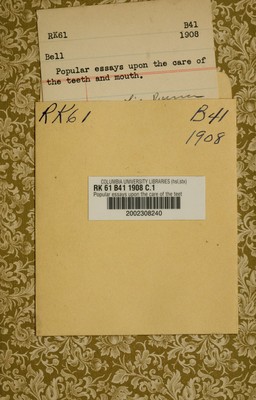 RK61 B41
1908
Bell
Popular essays upon the care of
the teeth and mouth.
RK61 B41
1908
COLUMBIA UNIVERSITY LIBRARIES (hsl.stx)
RK 61 B41 1908 C.1
Popular essays upon the care of the teet
2002308240